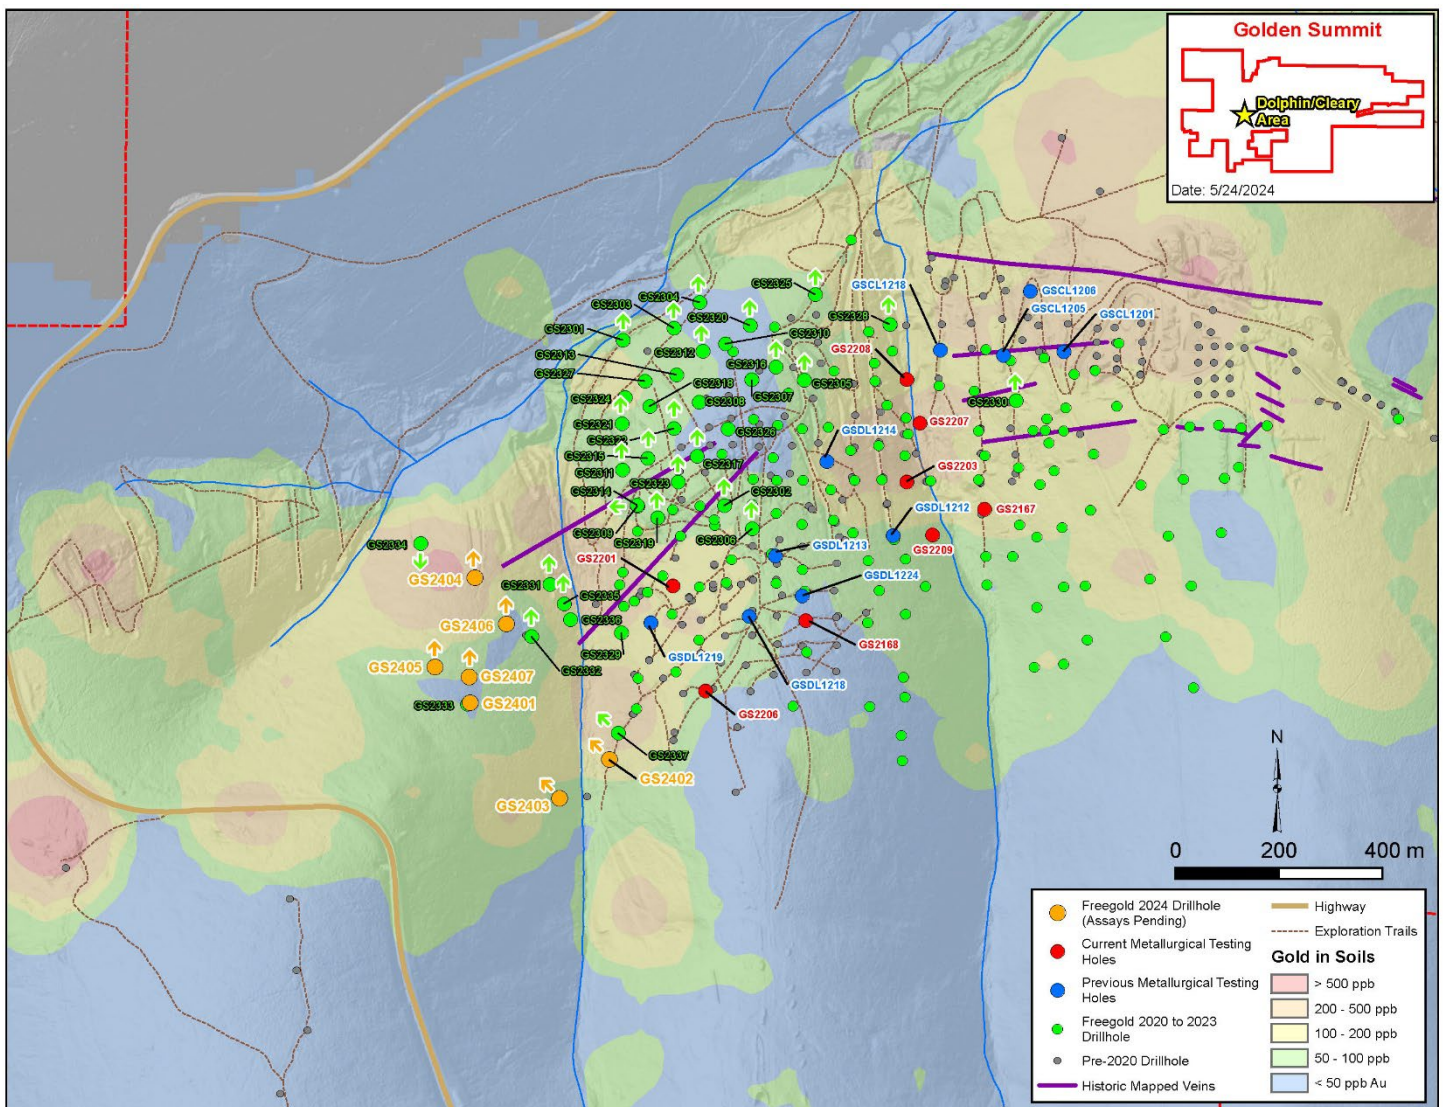 Golden Summit
Dolphin/Cleary
Area
Date: 5/24/2024
GS2325
GS2304
GS2303
GS2320
GS2301
GS2310
GS2328
GSCL1218
GSCL1206
GSCL1205
GSCL1201
GS2313
GS2312
GS2316
GS2208
GS2327
GS2318
GS2305
GS2307
GS2324
GS2308
GS2330
GS2321
GS2207
GS2322
GS2326
GSDL1214
GS2315
GS2317
GS2311
GS2203
GS2323
GS2314
GS2302
GS2167
GSDL1212
GS2309
GS2319
GS2306
GS2209
GS2334
GS2201
GSDL1213
GS2404
GS2331
GSDL1224
GS2335
GS2406
GS2336
GS2168
GS2329
GSDL1219
GS2405
GS2332
GS2407
GSDL1218
GS2333
GS2401
GS2206
GS2337
GS2402
GS2403
N
0 200 400 m
Freegold 2024 Drillhole
(Assays Pending)
Current Metallurgical Testing
Holes
Previous Metallurgical Testing
Holes
Freegold 2020 to 2023
Drillhole
Pre-2020 Drillhole
Historic Mapped Veins
Highway
Exploration Trails
Gold in Soils
> 500 ppb
200 - 500 ppb
100 - 200 ppb
50 - 100 ppb
< 50 ppb Au